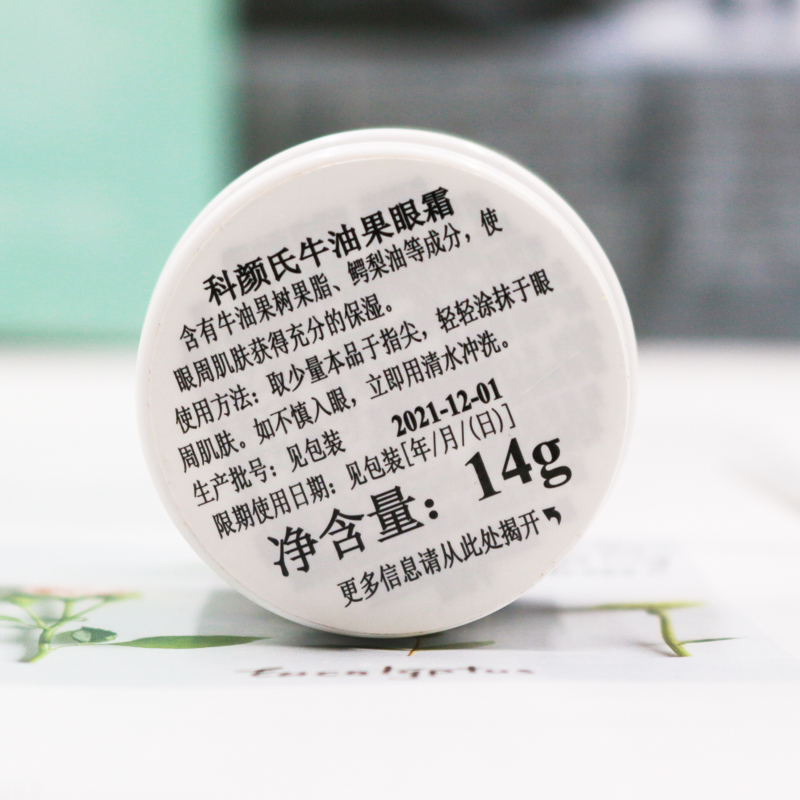 科颜氏牛油果眼霜
含有牛油果树果脂、鳄梨油等成分，使
眼周肌肤获得充分的保湿。
使用方法：取少量本品于指尖，轻轻涂抹于眼
周肌肤。如不慎入眼，立即用清水冲洗。
生产批号：见包装 2021-12-01
限期使用日期：见包装[年/月/(日)]
净含量：14g
更多信息请从此处揭开
Eucalyptus